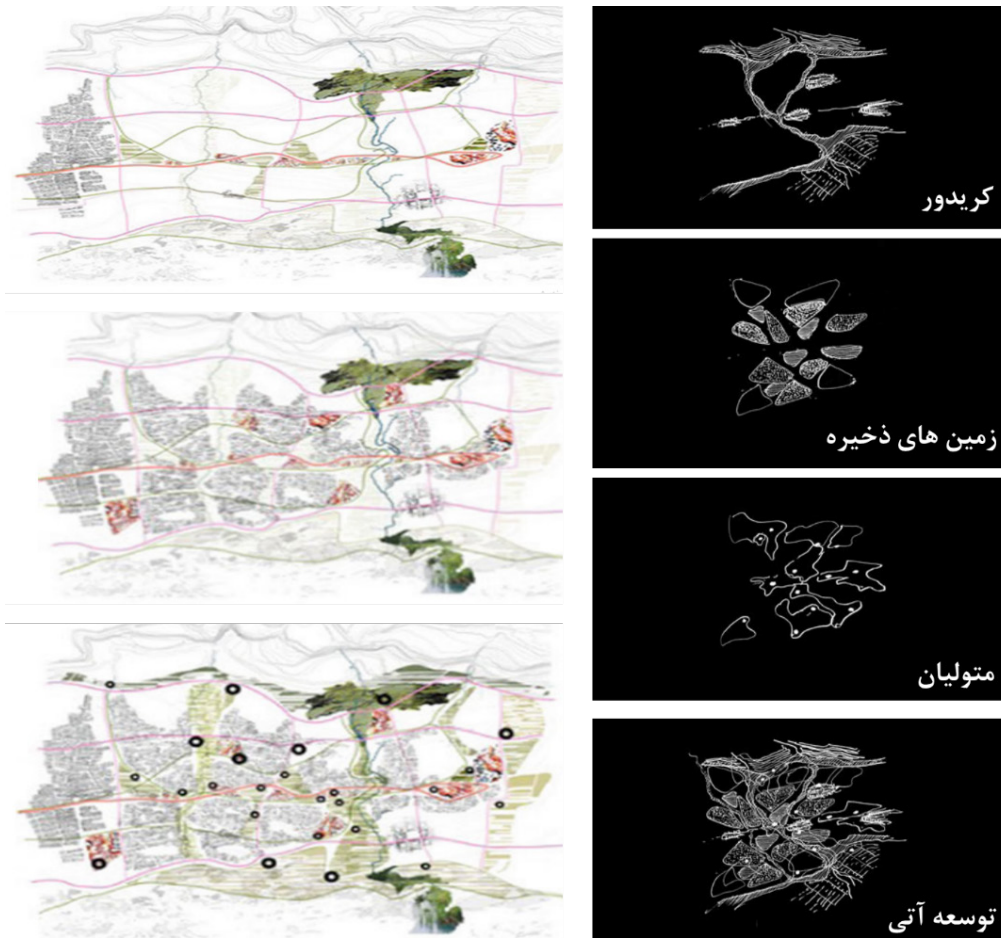 کریدور
زمین های ذخیره
متولیان
توسعه آتی